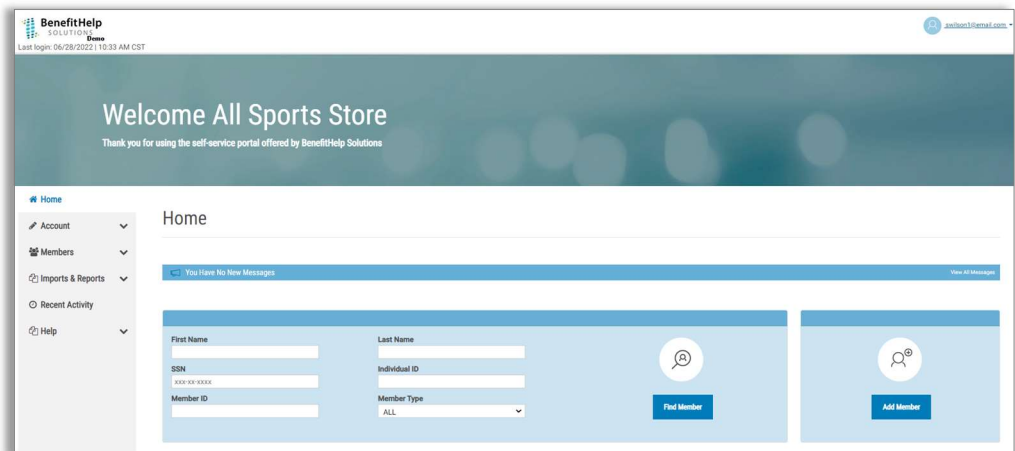 BenefitHelp
SOLUTIONS
Demo
Last login: 06/28/2022 | 10:33 AM CST
swilson1@email.com
Welcome All Sports Store
Thank you for using the self-service portal offered by BenefitHelp Solutions
Home
Account
Members
Imports & Reports
Recent Activity
Help
Home
You Have No New Messages
View All Messages
First Name
Last Name
SSN
Individual ID
xxx-xx-xxxx
Member ID
Member Type
ALL
Find Member
Add Member